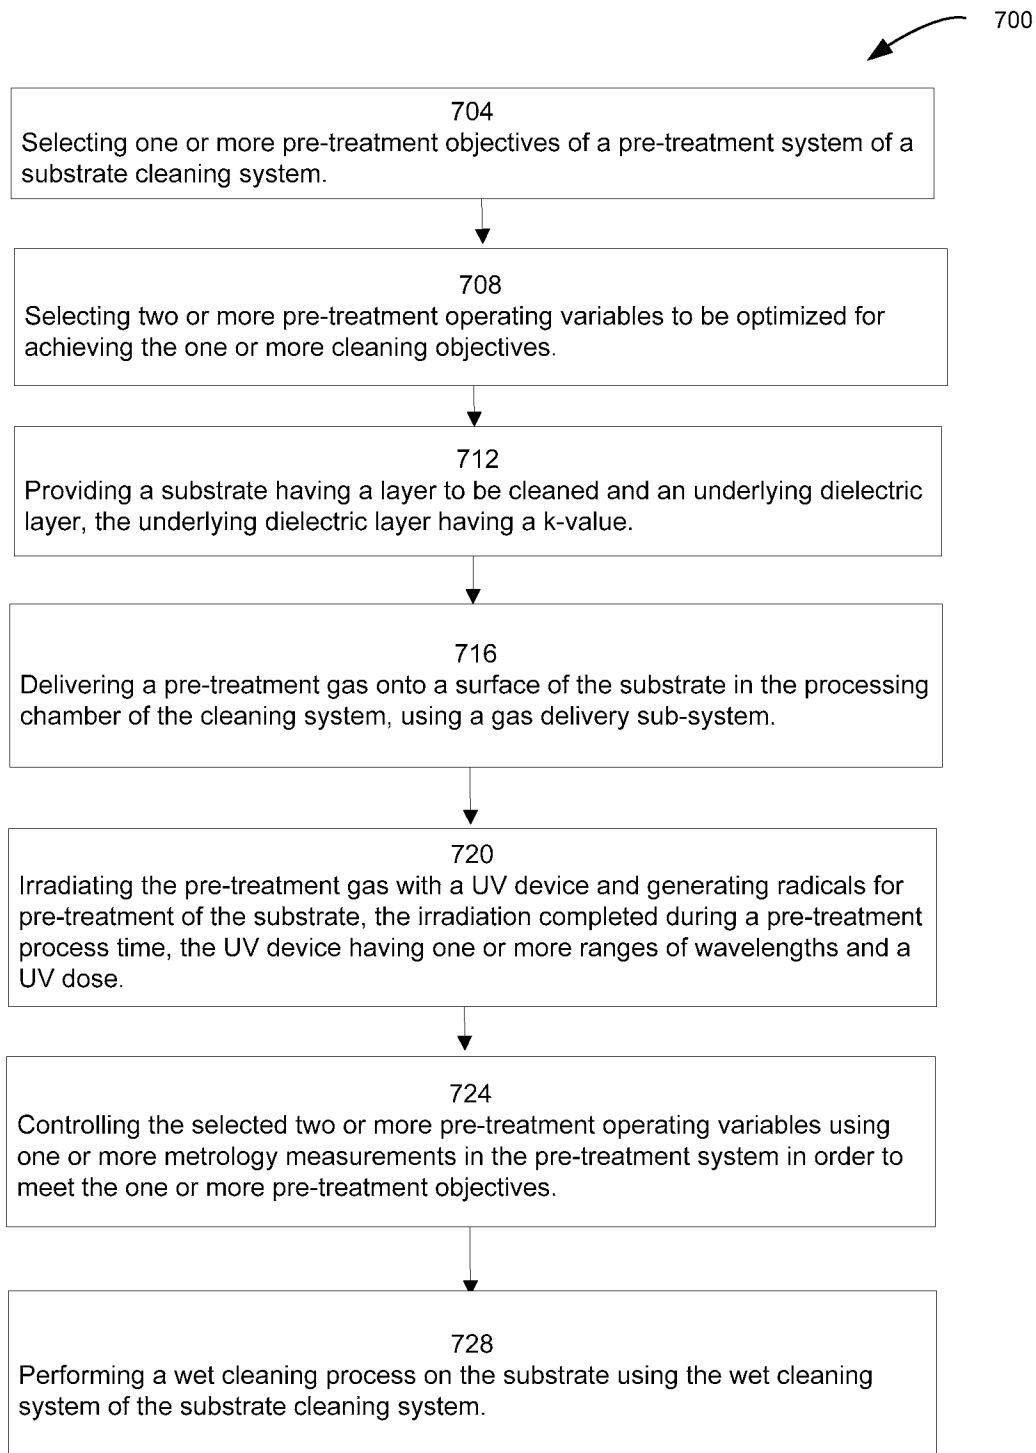 700
704
Selecting one or more pre-treatment objectives of a pre-treatment system of a
substrate cleaning system.
708
Selecting two or more pre-treatment operating variables to be optimized for
achieving the one or more cleaning objectives.
712
Providing a substrate having a layer to be cleaned and an underlying dielectric
layer, the underlying dielectric layer having a k-value.
716
Delivering a pre-treatment gas onto a surface of the substrate in the processing
chamber of the cleaning system, using a gas delivery sub-system.
720
Irradiating the pre-treatment gas with a UV device and generating radicals for
pre-treatment of the substrate, the irradiation completed during a pre-treatment
process time, the UV device having one or more ranges of wavelengths and a
UV dose.
724
Controlling the selected two or more pre-treatment operating variables using
one or more metrology measurements in the pre-treatment system in order to
meet the one or more pre-treatment objectives.
728
Performing a wet cleaning process on the substrate using the wet cleaning
system of the substrate cleaning system.